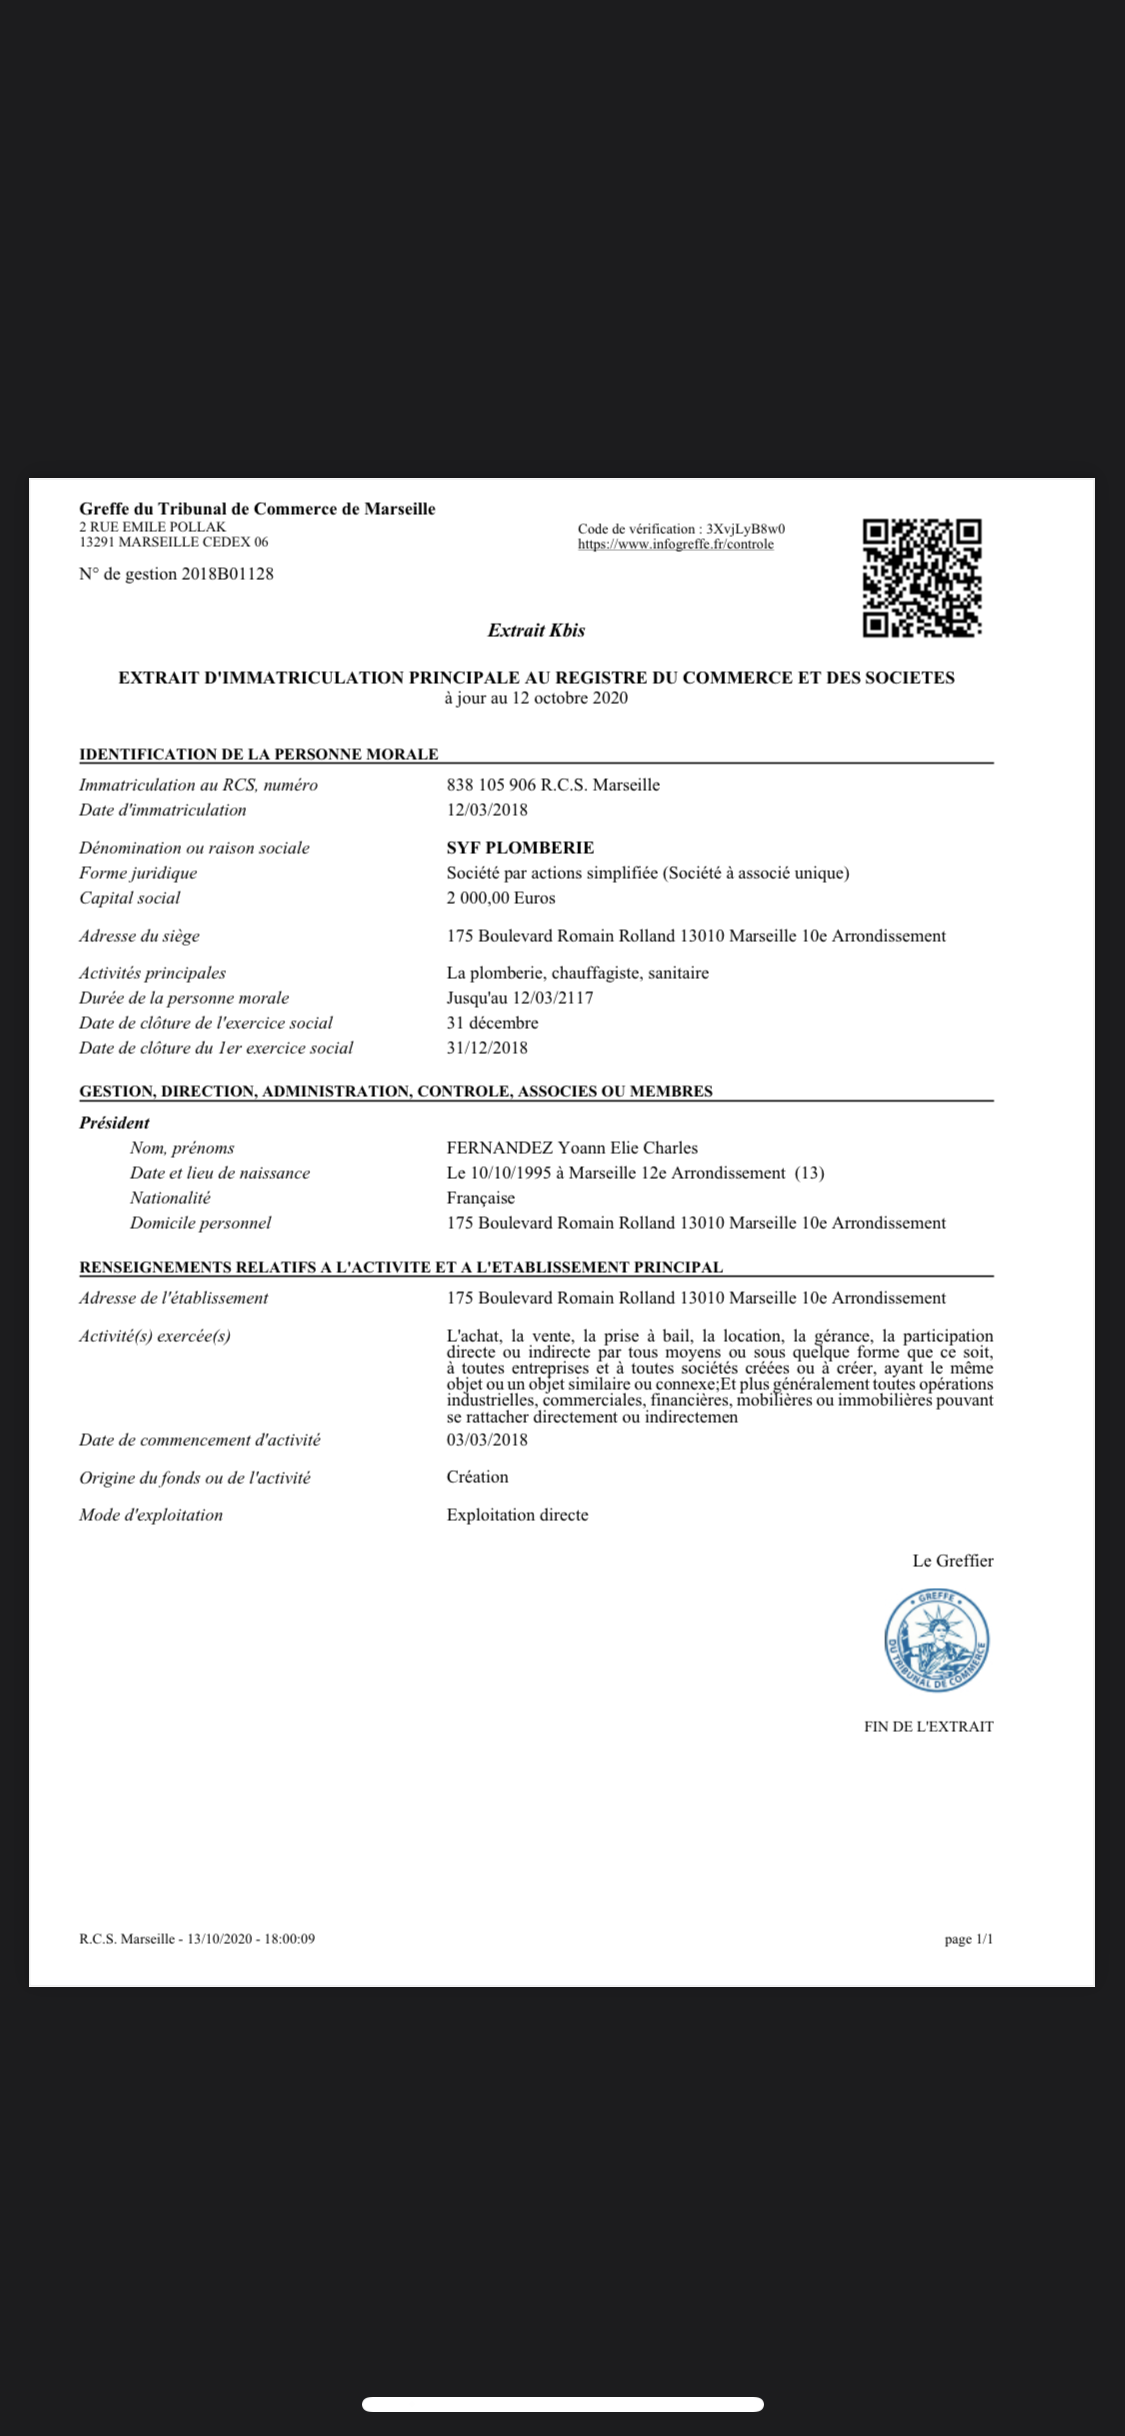 Greffe du Tribunal de Commerce de Marseille
2 RUE EMILE POLLAK
13291 MARSEILLE CEDEX 06
Code de vérification : 3XvjLyB8w0
https://www.infogreffe.fr/controle
N° de gestion 2018B01128
Extrait Kbis
EXTRAIT D'IMMATRICULATION PRINCIPALE AU REGISTRE DU COMMERCE ET DES SOCIETES
à jour au 12 octobre 2020
IDENTIFICATION DE LA PERSONNE MORALE
Immatriculation au RCS, numéro 838 105 906 R.C.S. Marseille
Date d'immatriculation 12/03/2018
Dénomination ou raison sociale SYF PLOMBERIE
Forme juridique Société par actions simplifiée (Société à associé unique)
Capital social 2 000,00 Euros
Adresse du siège 175 Boulevard Romain Rolland 13010 Marseille 10e Arrondissement
Activités principales La plomberie, chauffagiste, sanitaire
Durée de la personne morale Jusqu'au 12/03/2117
Date de clôture de l'exercice social 31 décembre
Date de clôture du 1er exercice social 31/12/2018
GESTION, DIRECTION, ADMINISTRATION, CONTROLE, ASSOCIES OU MEMBRES
Président
Nom, prénoms FERNANDEZ Yoann Elie Charles
Date et lieu de naissance Le 10/10/1995 à Marseille 12e Arrondissement (13)
Nationalité Française
Domicile personnel 175 Boulevard Romain Rolland 13010 Marseille 10e Arrondissement
RENSEIGNEMENTS RELATIFS A L'ACTIVITE ET A L'ETABLISSEMENT PRINCIPAL
Adresse de l'établissement 175 Boulevard Romain Rolland 13010 Marseille 10e Arrondissement
Activité(s) exercée(s) L'achat, la vente, la prise à bail, la location, la gérance, la participation
directe ou indirecte par tous moyens ou sous quelque forme que ce soit,
à toutes entreprises et à toutes sociétés créées ou à créer, ayant le même
objet ou un objet similaire ou connexe;Et plus généralement toutes opérations
industrielles, commerciales, financières, mobilières ou immobilières pouvant
se rattacher directement ou indirectemen
Date de commencement d'activité 03/03/2018
Origine du fonds ou de l'activité Création
Mode d'exploitation Exploitation directe
Le Greffier
GREFFE
DU TRIBUNAL DE COMMERCE
FIN DE L'EXTRAIT
R.C.S. Marseille - 13/10/2020 - 18:00:09 page 1/1